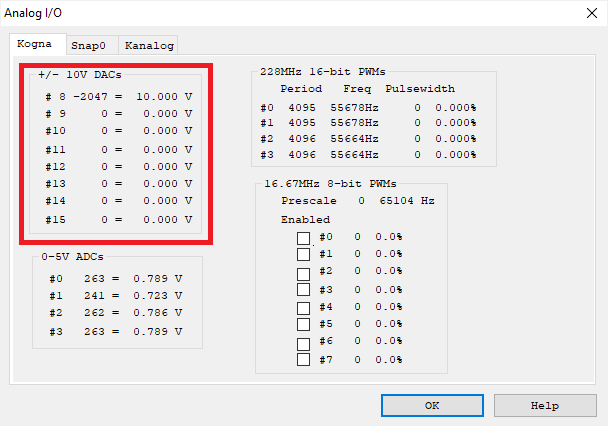 Analog I/O
Kogna Snap0 Kanalog
+/- 10V DACs
# 8 -2047 = 10.000 V
# 9 0 = 0.000 V
#10 0 = 0.000 V
#11 0 = 0.000 V
#12 0 = 0.000 V
#13 0 = 0.000 V
#14 0 = 0.000 V
#15 0 = 0.000 V
0-5V ADCs
#0 263 = 0.789 V
#1 241 = 0.723 V
#2 262 = 0.786 V
#3 263 = 0.789 V
228MHz 16-bit PWMs
Period Freq Pulsewidth
#0 4095 55678Hz 0 0.000%
#1 4095 55678Hz 0 0.000%
#2 4096 55664Hz 0 0.000%
#3 4096 55664Hz 0 0.000%
16.67MHz 8-bit PWMs
Prescale 0 65104 Hz
Enabled
#0 0 0.0%
#1 0 0.0%
#2 0 0.0%
#3 0 0.0%
#4 0 0.0%
#5 0 0.0%
#6 0 0.0%
#7 0 0.0%
OK Help